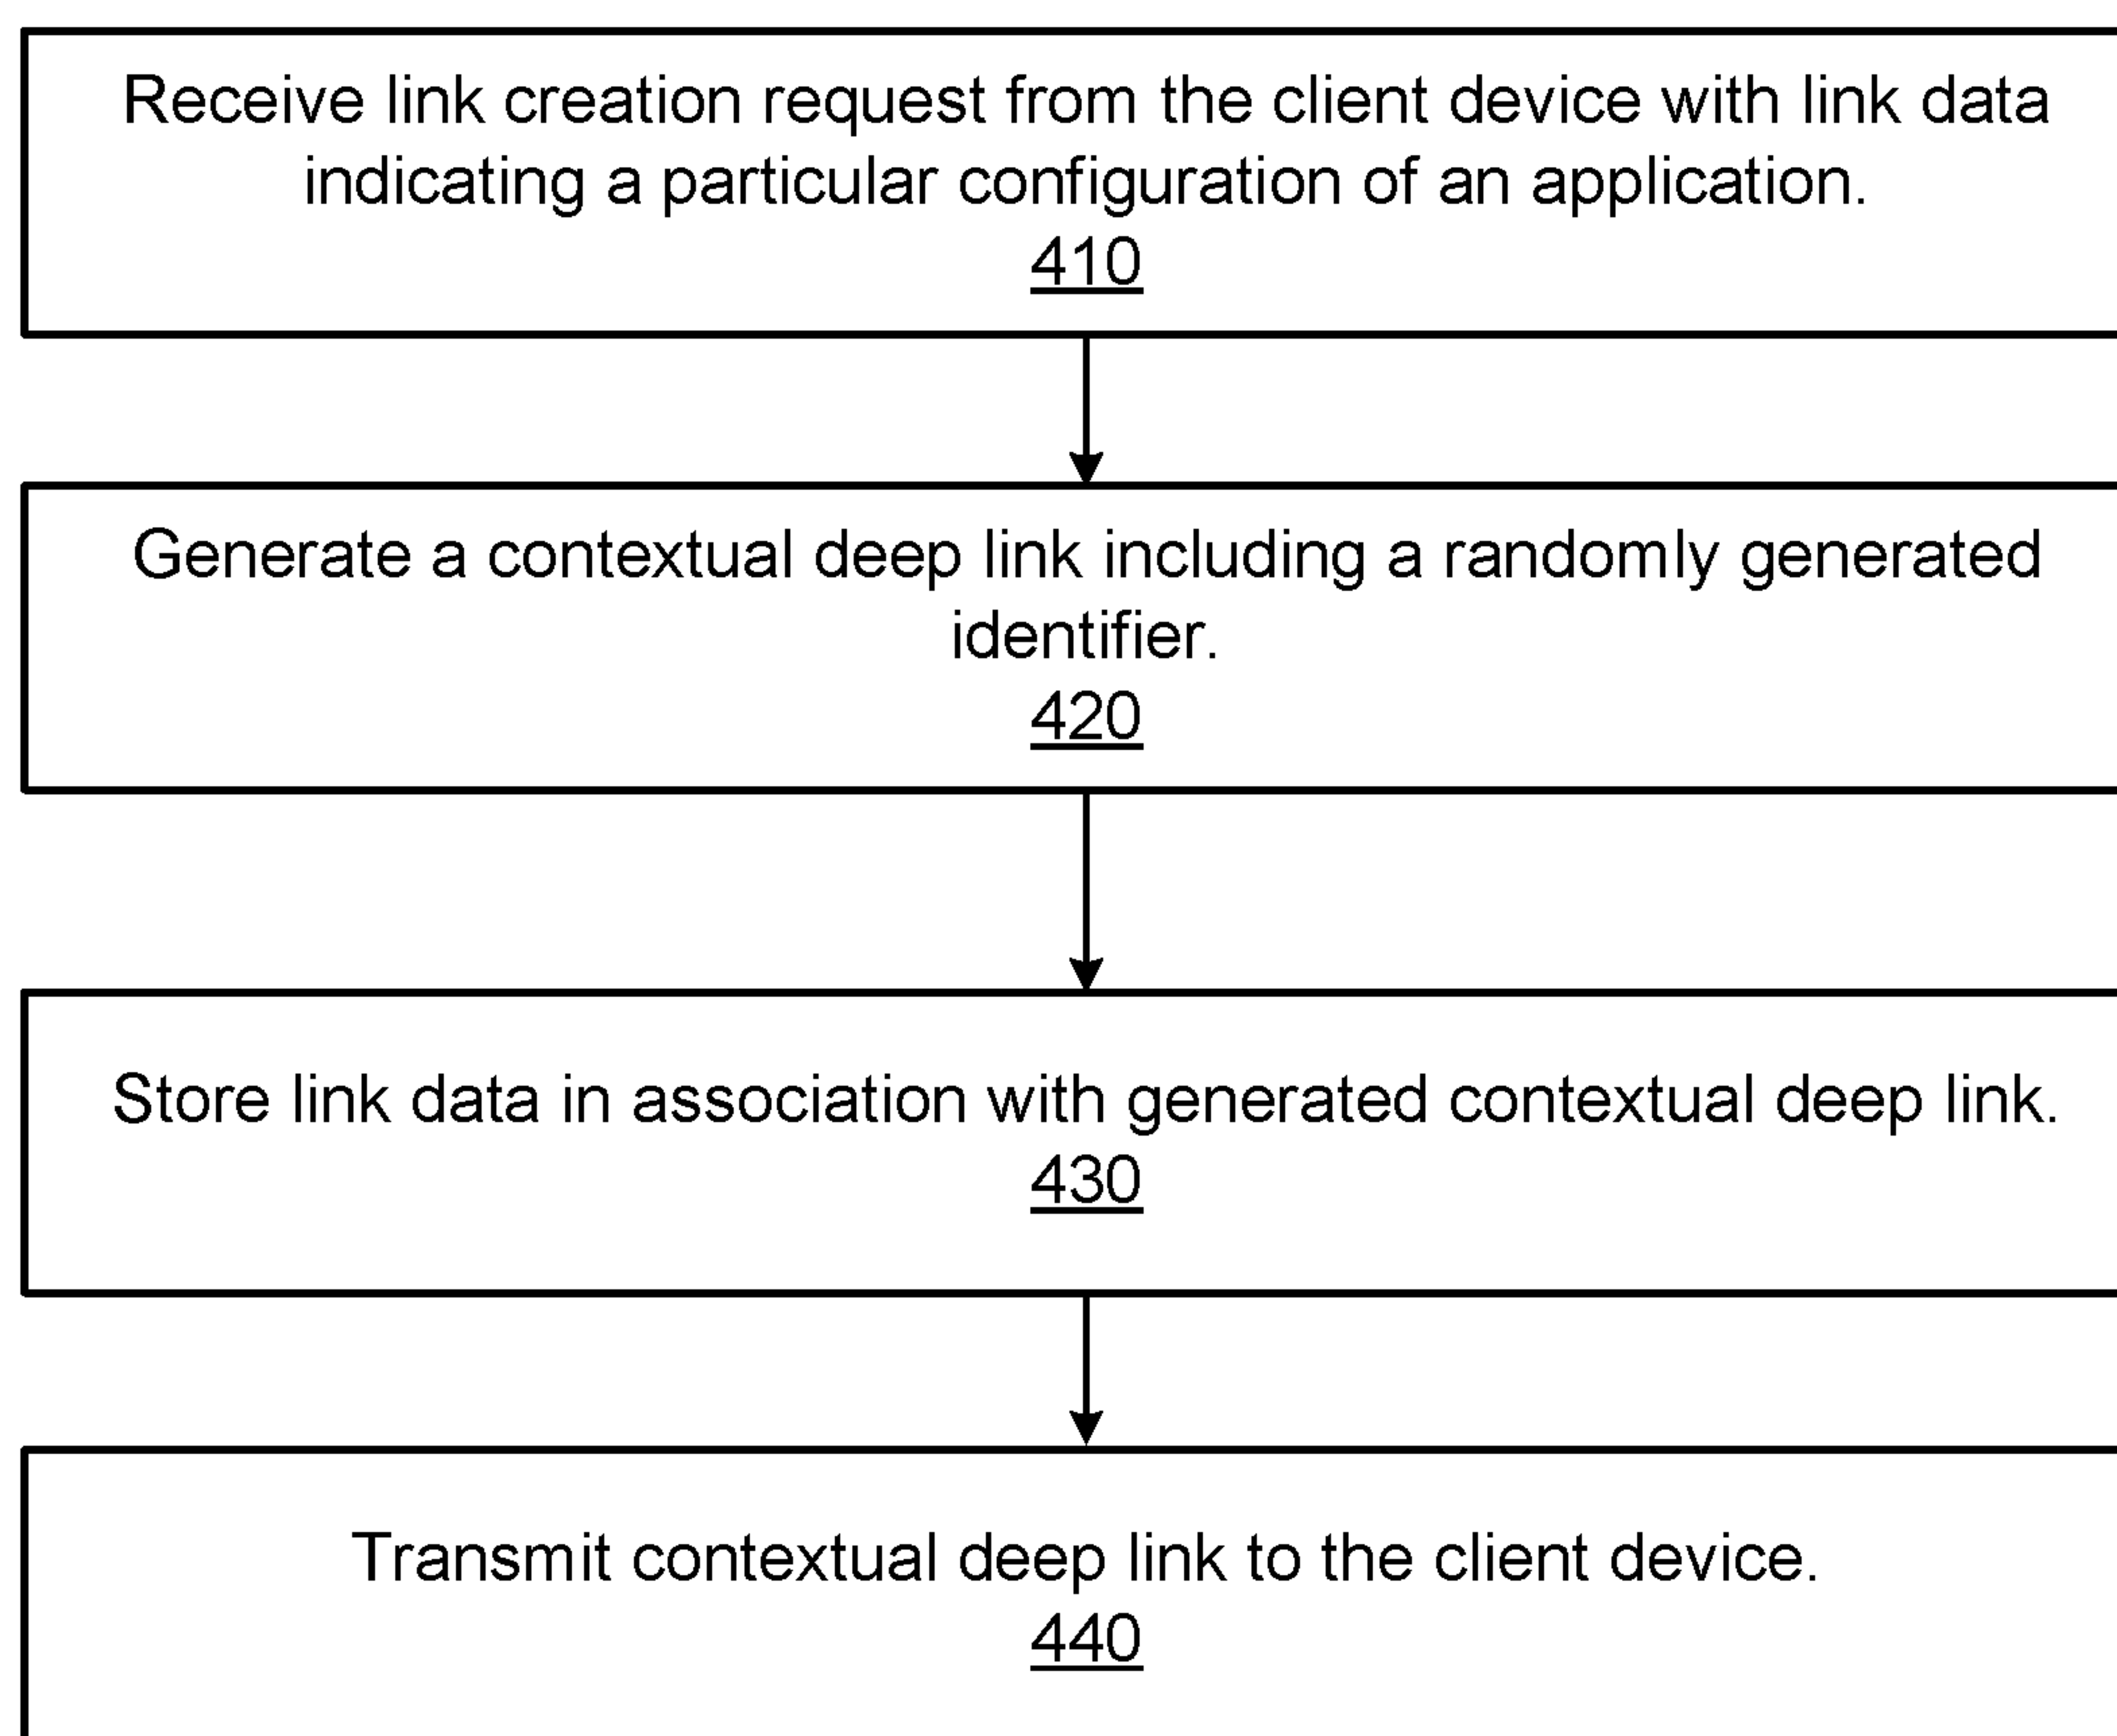 Receive link creation request from the client device with link data
indicating a particular configuration of an application.
410
Generate a contextual deep link including a randomly generated
identifier.
420
Store link data in association with generated contextual deep link.
430
Transmit contextual deep link to the client device.
440